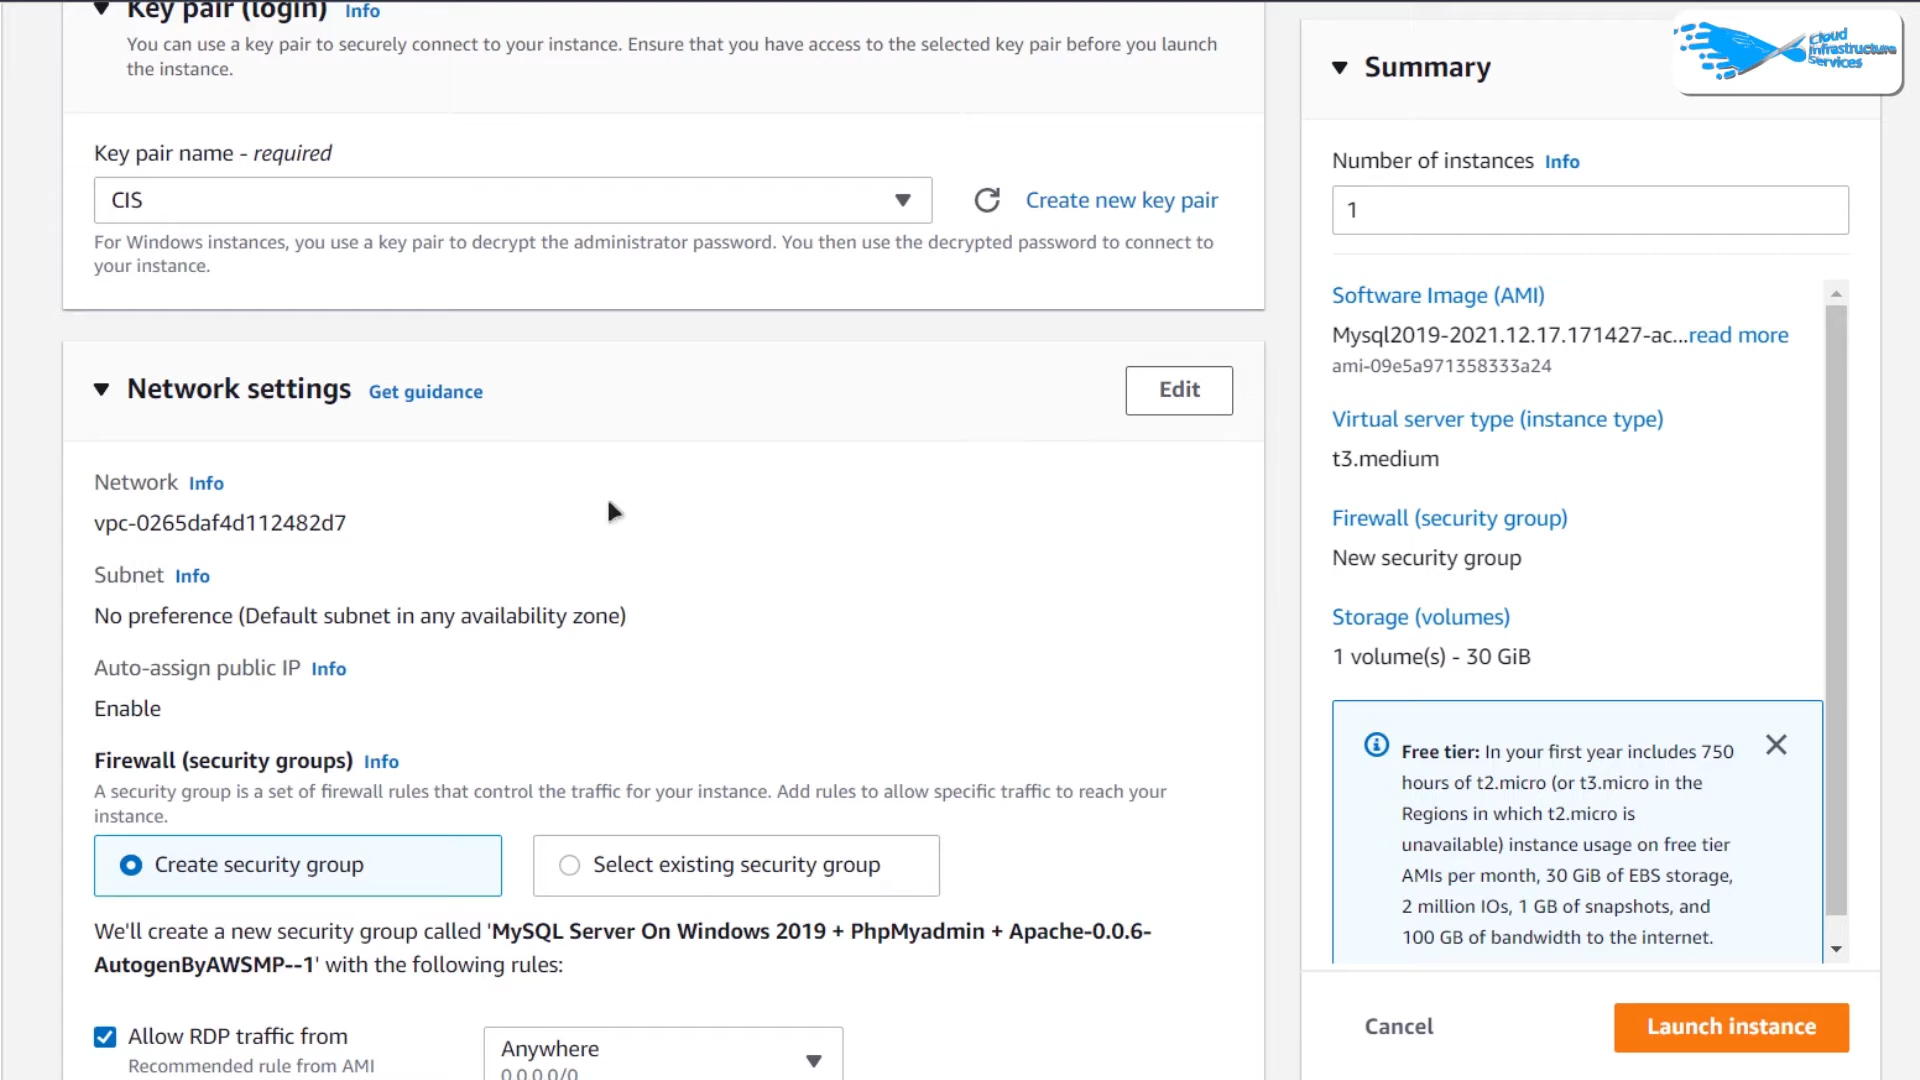 Key pair (login) Info
You can use a key pair to securely connect to your instance. Ensure that you have access to the selected key pair before you launch
the instance.
Key pair name - required
CIS
Create new key pair
For Windows instances, you use a key pair to decrypt the administrator password. You then use the decrypted password to connect to
your instance.
Network settings Get guidance
Edit
Network Info
vpc-0265daf4d112482d7
Subnet Info
No preference (Default subnet in any availability zone)
Auto-assign public IP Info
Enable
Firewall (security groups) Info
A security group is a set of firewall rules that control the traffic for your instance. Add rules to allow specific traffic to reach your
instance.
Create security group
Select existing security group
We'll create a new security group called 'MySQL Server On Windows 2019 + PhpMyadmin + Apache-0.0.6-
AutogenByAWSMP--1' with the following rules:
Allow RDP traffic from
Recommended rule from AMI
Anywhere
0.0.0.0/0
Summary
Cloud
Infrastructure
Services
Number of instances Info
1
Software Image (AMI)
Mysql2019-2021.12.17.171427-ac...read more
ami-09e5a971358333a24
Virtual server type (instance type)
t3.medium
Firewall (security group)
New security group
Storage (volumes)
1 volume(s) - 30 GiB
Free tier: In your first year includes 750
hours of t2.micro (or t3.micro in the
Regions in which t2.micro is
unavailable) instance usage on free tier
AMIs per month, 30 GiB of EBS storage,
2 million IOs, 1 GB of snapshots, and
100 GB of bandwidth to the internet.
Cancel
Launch instance